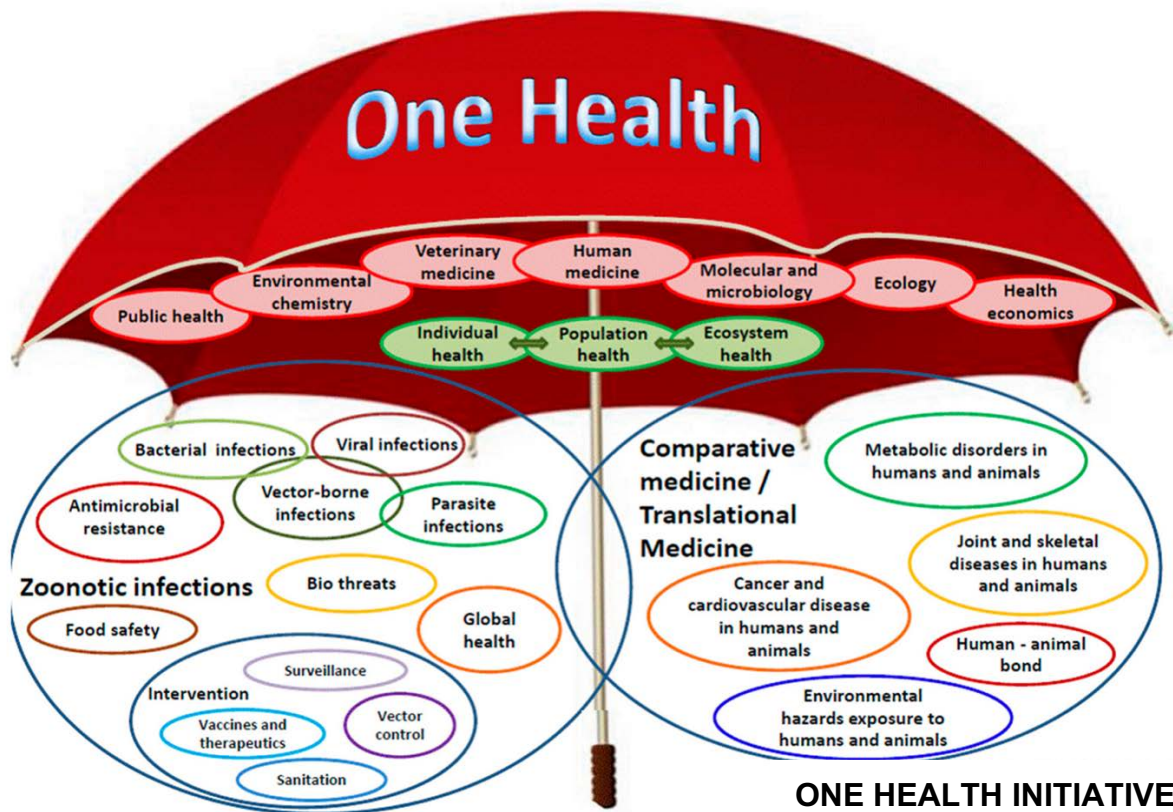 One Health
Public health
Environmental
chemistry
Veterinary
medicine
Human
medicine
Molecular and
microbiology
Ecology
Health
economics
Individual
health
Population
health
Ecosystem
health
Bacterial infections
Viral infections
Antimicrobial
resistance
Vector-borne
infections
Parasite
infections
Zoonotic infections
Bio threats
Food safety
Global
health
Surveillance
Intervention
Vaccines and
therapeutics
Vector
control
Sanitation
Comparative
medicine /
Translational
Medicine
Metabolic disorders in
humans and animals
Joint and skeletal
diseases in humans
and animals
Cancer and
cardiovascular disease
in humans and
animals
Human - animal
bond
Environmental
hazards exposure to
humans and animals
ONE HEALTH INITIATIVE